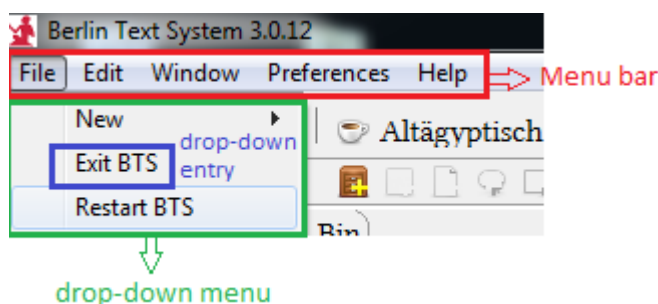 Berlin Text System 3.0.12
File Edit Window Preferences Help Menu bar
New
drop-down
Altägyptisch
Exit BTS entry
Restart BTS
Bin
drop-down menu